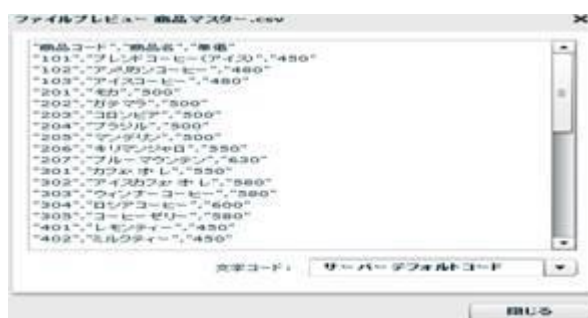 ファイルプレビュー 商品マスター.csv
"商品コード","商品名","単価"
"101","ブレンドコーヒー(アイス)","450"
"102","アメリカンコーヒー","480"
"103","アイスコーヒー","480"
"201","モカ","500"
"202","ガテマラ","500"
"203","コロンビア","500"
"204","ブラジル","500"
"205","マンデリン","500"
"206","キリマンジャロ","550"
"207","ブルーマウンテン","630"
"301","カフェ オ レ","550"
"302","アイスカフェ オ レ","580"
"303","ウィンナーコーヒー","580"
"304","ロシアコーヒー","600"
"305","コーヒーゼリー","580"
"401","レモンティー","450"
"402","ミルクティー","450"
文字コード: サーバーデフォルトコード
閉じる